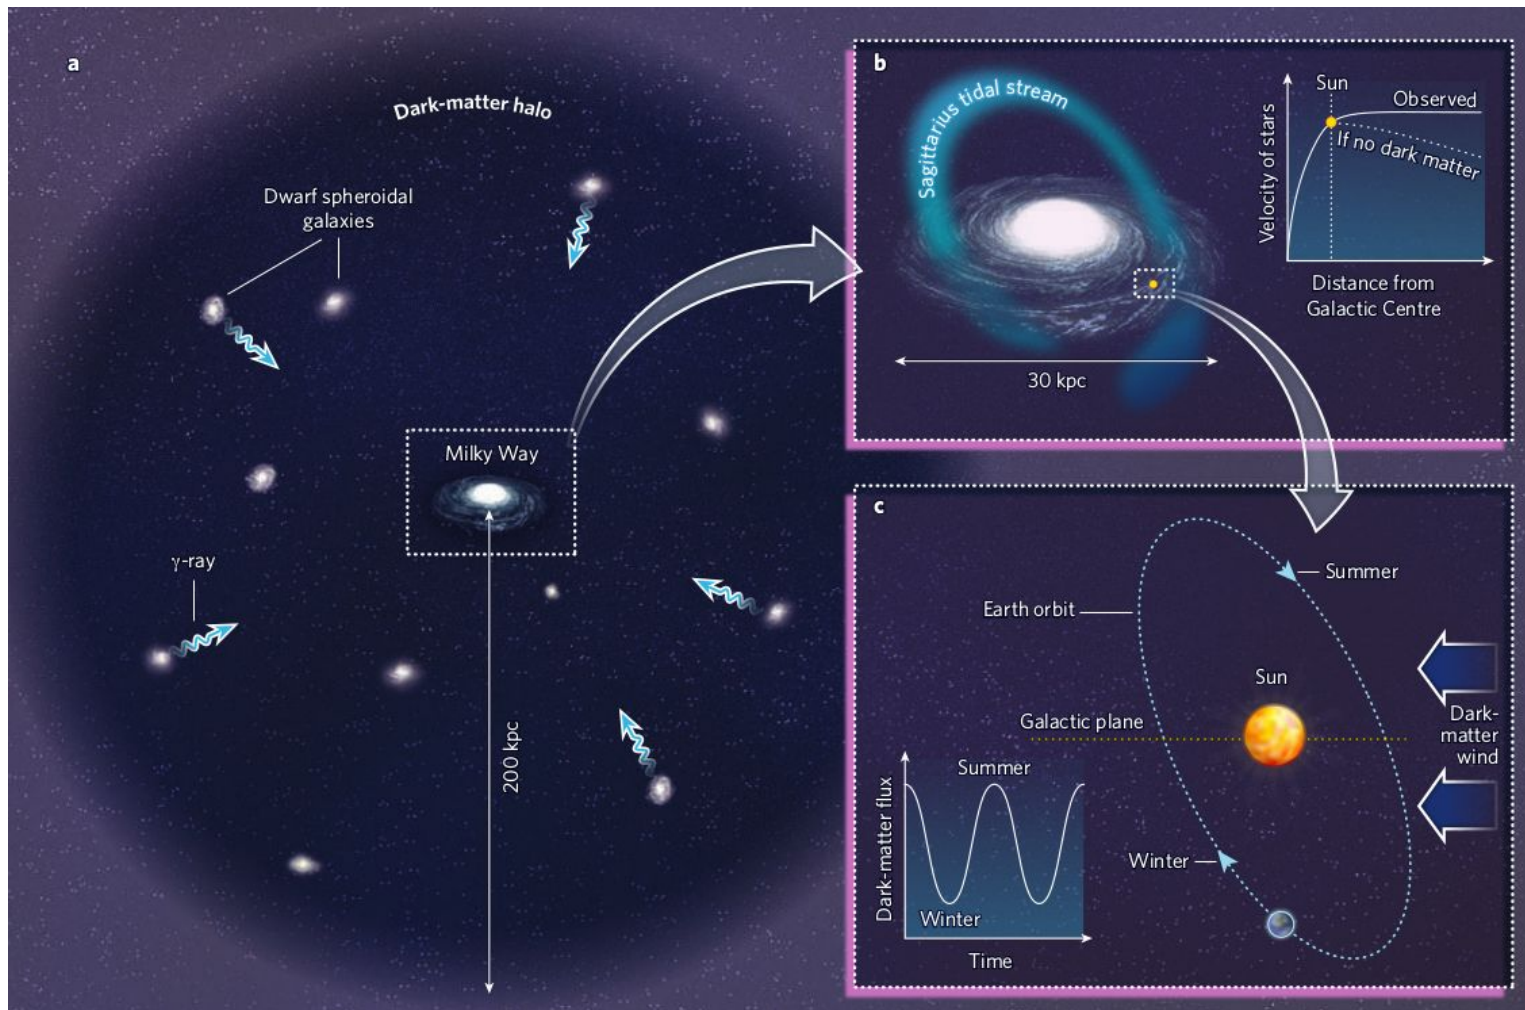 a
Dark-matter halo
Dwarf spheroidal
galaxies
Milky Way
γ-ray
200 kpc
b
Sagittarius tidal stream
30 kpc
Sun
Observed
If no dark matter
Velocity of stars
Distance from
Galactic Centre
c
Summer
Earth orbit
Sun
Galactic plane
Dark-
matter
wind
Winter
Summer
Dark-matter flux
Winter
Time